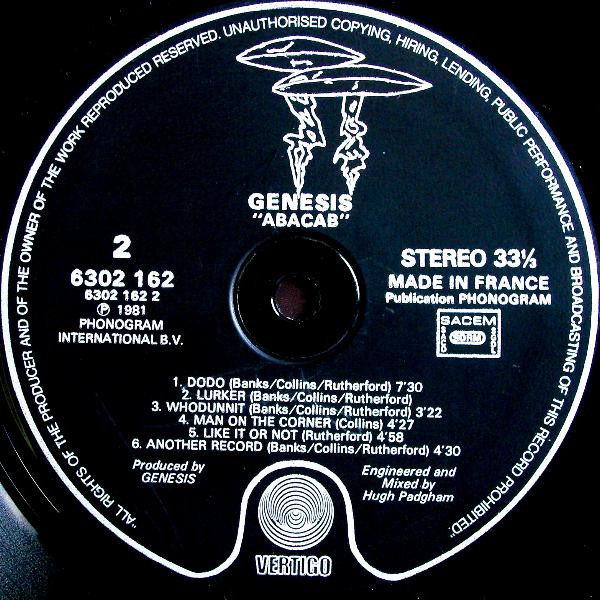 "ALL RIGHTS OF THE PRODUCER AND OF THE OWNER OF THE WORK REPRODUCED RESERVED. UNAUTHORISED COPYING, HIRING, LENDING, PUBLIC PERFORMANCE AND BROADCASTING OF THIS RECORD PROHIBITED."
GENESIS
"ABACAB"
2
6302 162
6302 162 2
Ⓟ 1981
PHONOGRAM
INTERNATIONAL B.V.
STEREO 33⅓
MADE IN FRANCE
Publication PHONOGRAM
SACEM
SACD SDRM SGDL
1. DODO (Banks/Collins/Rutherford) 7'30
2. LURKER (Banks/Collins/Rutherford)
3. WHODUNNIT (Banks/Collins/Rutherford) 3'22
4. MAN ON THE CORNER (Collins) 4'27
5. LIKE IT OR NOT (Rutherford) 4'58
6. ANOTHER RECORD (Banks/Collins/Rutherford) 4'30
Produced by
GENESIS
Engineered and
Mixed by
Hugh Padgham
VERTIGO